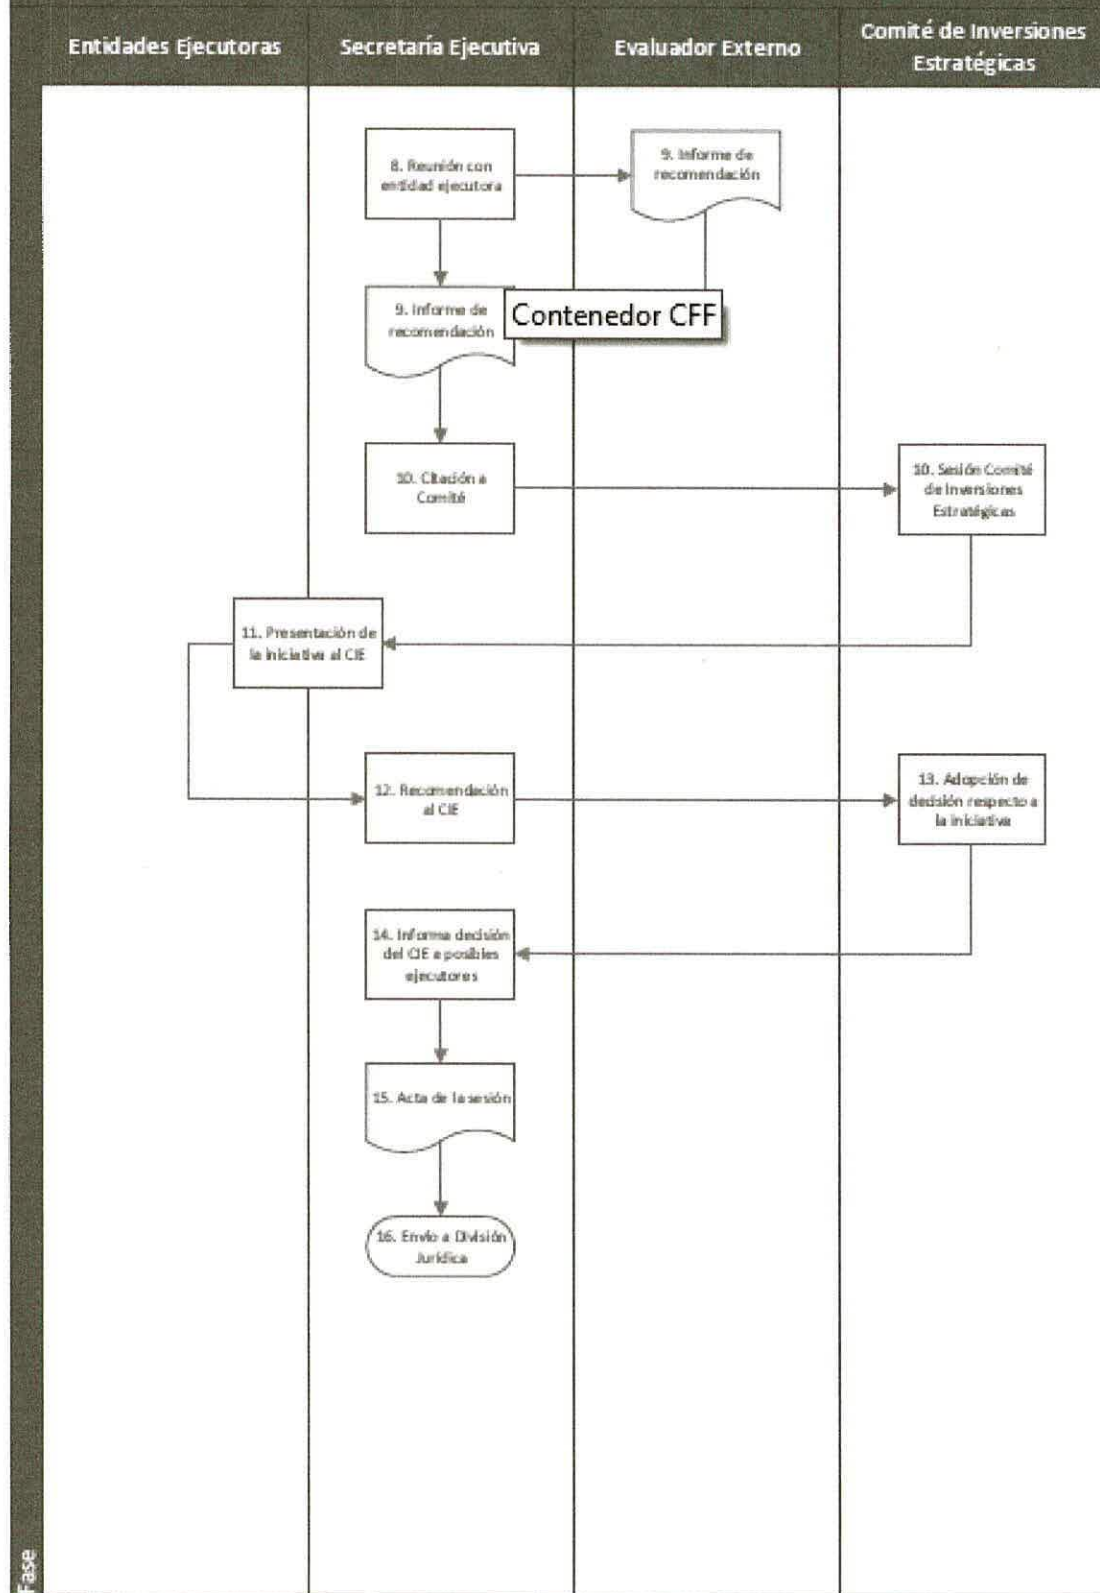 Entidades Ejecutoras
Secretaría Ejecutiva
Evaluador Externo
Comité de Inversiones
Estratégicas
8. Reunión con
entidad ejecutora
9. Informe de
recomendación
9. Informe de
recomendación
Contenedor CFF
10. Citación a
Comité
10. Sesión Comité
de Inversiones
Estratégicas
11. Presentación de
la iniciativa al CIE
12. Recomendación
al CIE
13. Adopción de
decisión respecto a
la iniciativa
14. Informa decisión
del CIE a posibles
ejecutores
15. Acta de la sesión
16. Envío a División
Jurídica
Fase